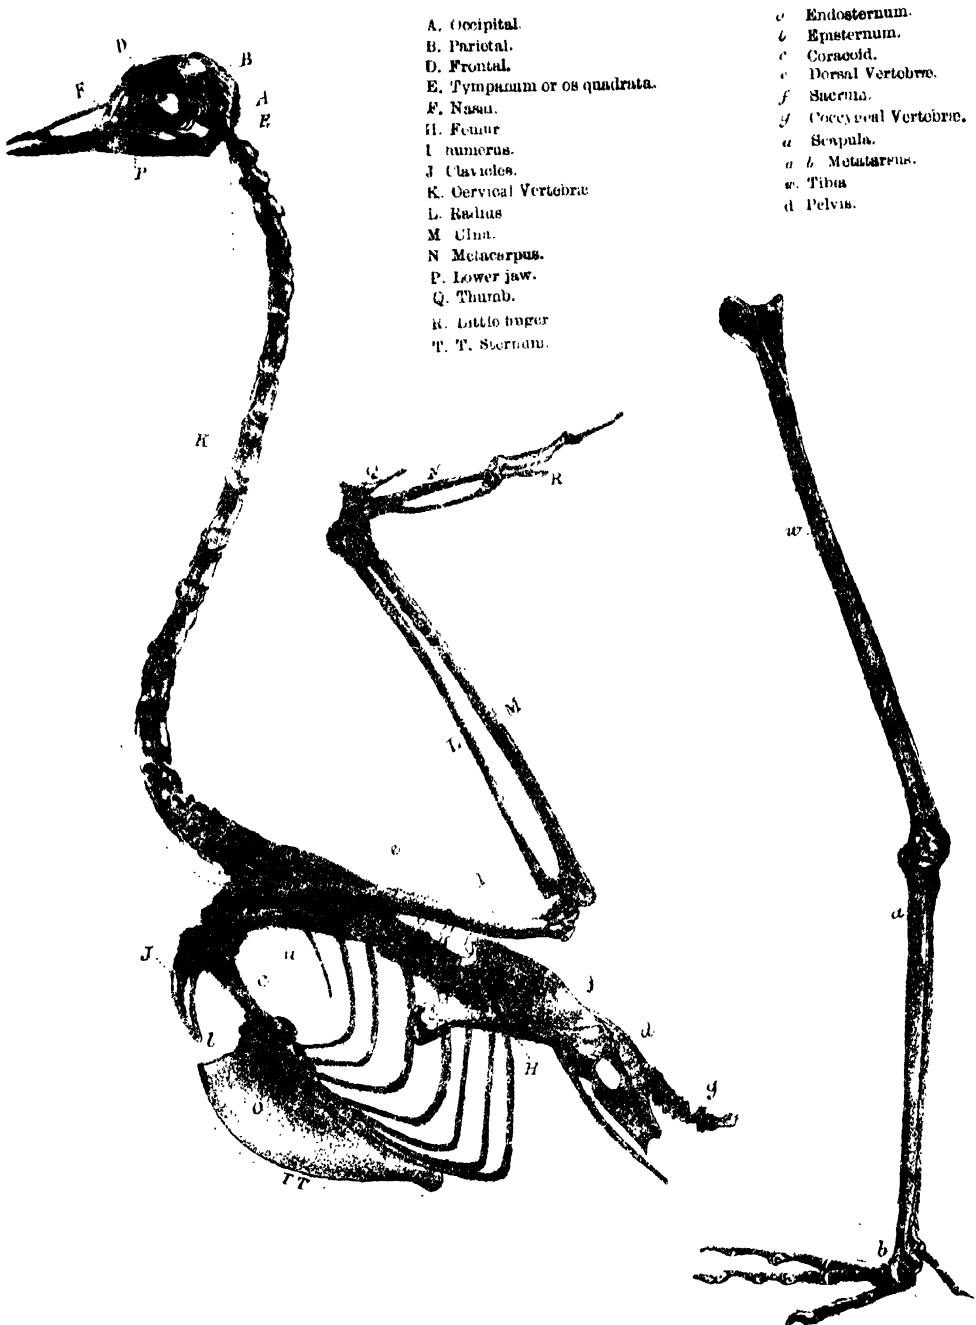 A. Occipital.
B. Parietal.
D. Frontal.
E. Tympanum or os quadrata.
F. Nasal.
H. Femur
I humerus.
J Clavicles.
K. Cervical Vertebræ
L. Radius
M Ulna.
N Metacarpus.
P. Lower jaw.
Q. Thumb.
R. Little finger
T. T. Sternum.
o Endosternum.
b Episternum.
c Coracoid.
e Dorsal Vertebræ.
f Sacrum.
g Coccygeal Vertebræ.
u Scapula.
a b Metatarsus.
w. Tibia
d Pelvis.
D
B
F
A
E
P
K
Q
N
R
w
M
L
e
I
a
J
u
c
f
l
d
H
g
o
T T
b